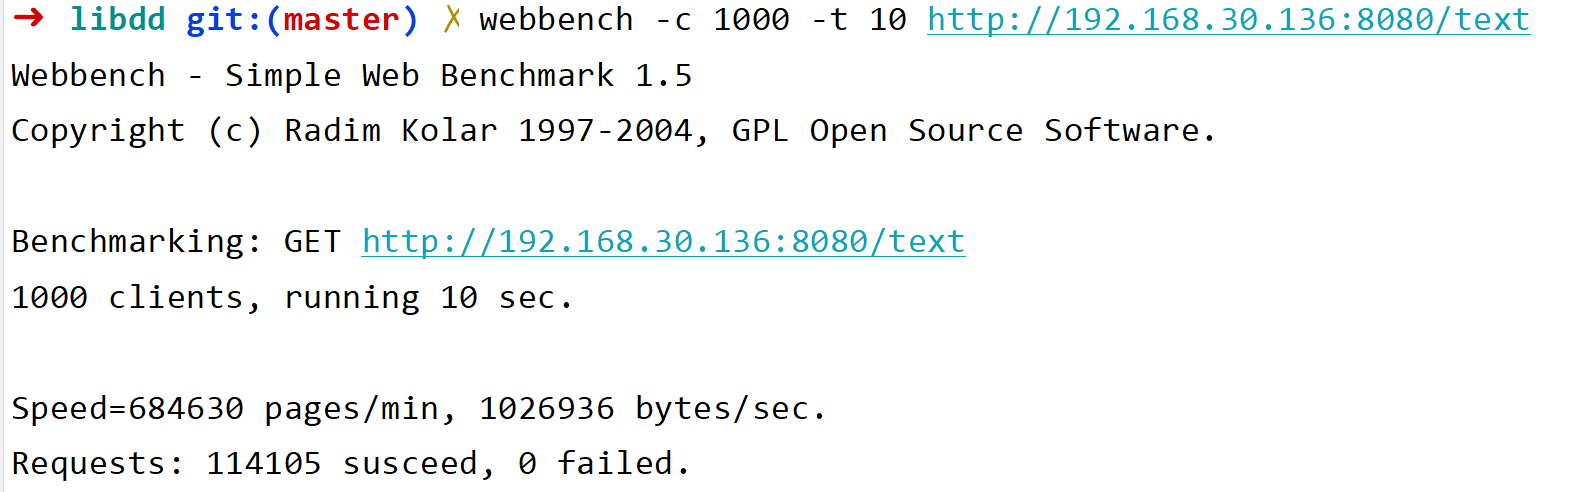 ➜ libdd git:(master) ✗ webbench -c 1000 -t 10 http://192.168.30.136:8080/text
Webbench - Simple Web Benchmark 1.5
Copyright (c) Radim Kolar 1997-2004, GPL Open Source Software.
Benchmarking: GET http://192.168.30.136:8080/text
1000 clients, running 10 sec.
Speed=684630 pages/min, 1026936 bytes/sec.
Requests: 114105 susceed, 0 failed.